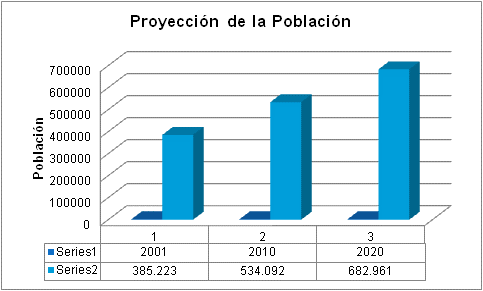 Proyección de la Población
Población
700000
600000
500000
400000
300000
200000
100000
0
1 2 3
Series1 2001 2010 2020
Series2 385.223 534.092 682.961